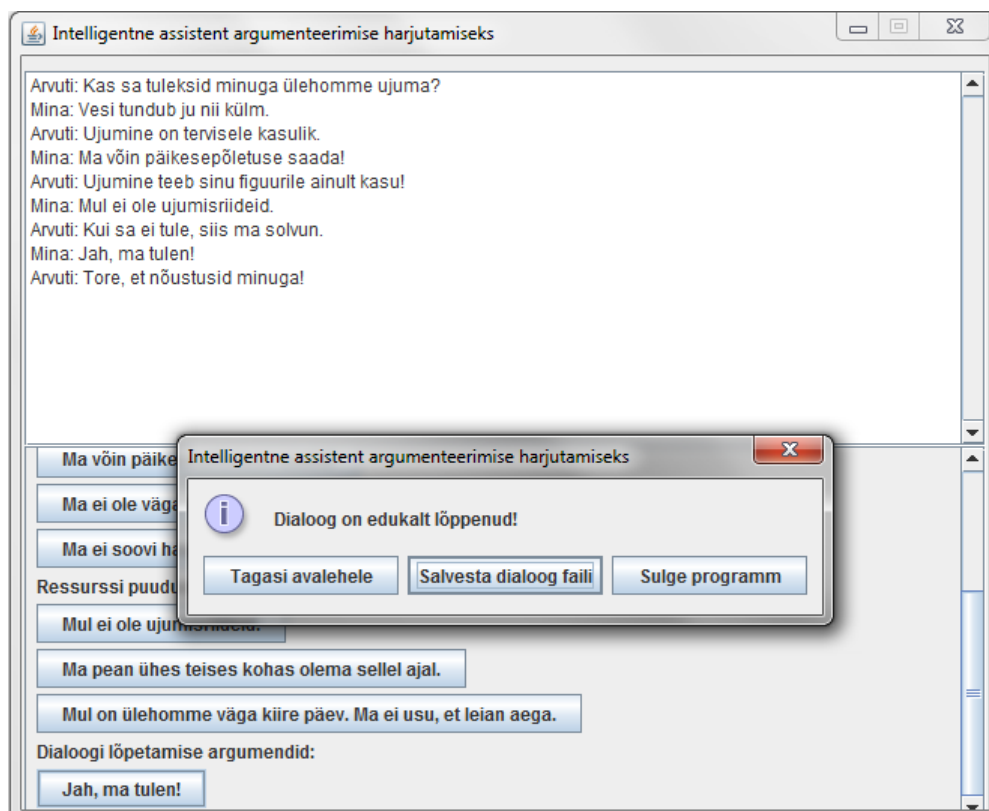 Intelligentne assistent argumenteerimise harjutamiseks
Arvuti: Kas sa tuleksid minuga ülehomme ujuma?
Mina: Vesi tundub ju nii külm.
Arvuti: Ujumine on tervisele kasulik.
Mina: Ma võin päikesepõletuse saada!
Arvuti: Ujumine teeb sinu figuurile ainult kasu!
Mina: Mul ei ole ujumisriideid.
Arvuti: Kui sa ei tule, siis ma solvun.
Mina: Jah, ma tulen!
Arvuti: Tore, et nõustusid minuga!
Ma võin päike
Intelligentne assistent argumenteerimise harjutamiseks
Ma ei ole väga
Dialoog on edukalt lõppenud!
Ma ei soovi ha
Tagasi avalehele
Salvesta dialoog faili
Sulge programm
Ressurssi puudu
Mul ei ole ujumisriideid.
Ma pean ühes teises kohas olema sellel ajal.
Mul on ülehomme väga kiire päev. Ma ei usu, et leian aega.
Dialoogi lõpetamise argumendid:
Jah, ma tulen!